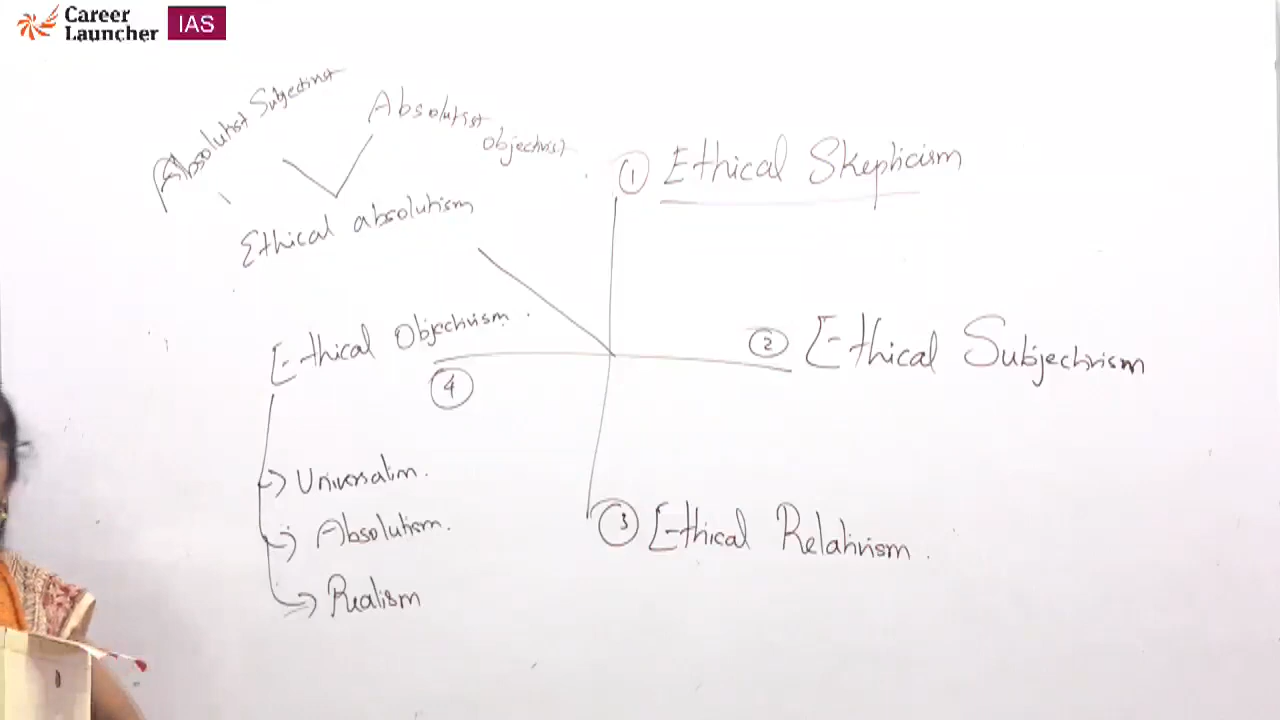 Career
Launcher
IAS
Absolutist Subjectivist
Absolutist
Objectivist
Ethical absolutism
① Ethical Skepticism
② Ethical Subjectivism
Ethical Objectivism.
④
→ Universalim.
→ Absolutism.
→ Realism
③ Ethical Relativism.